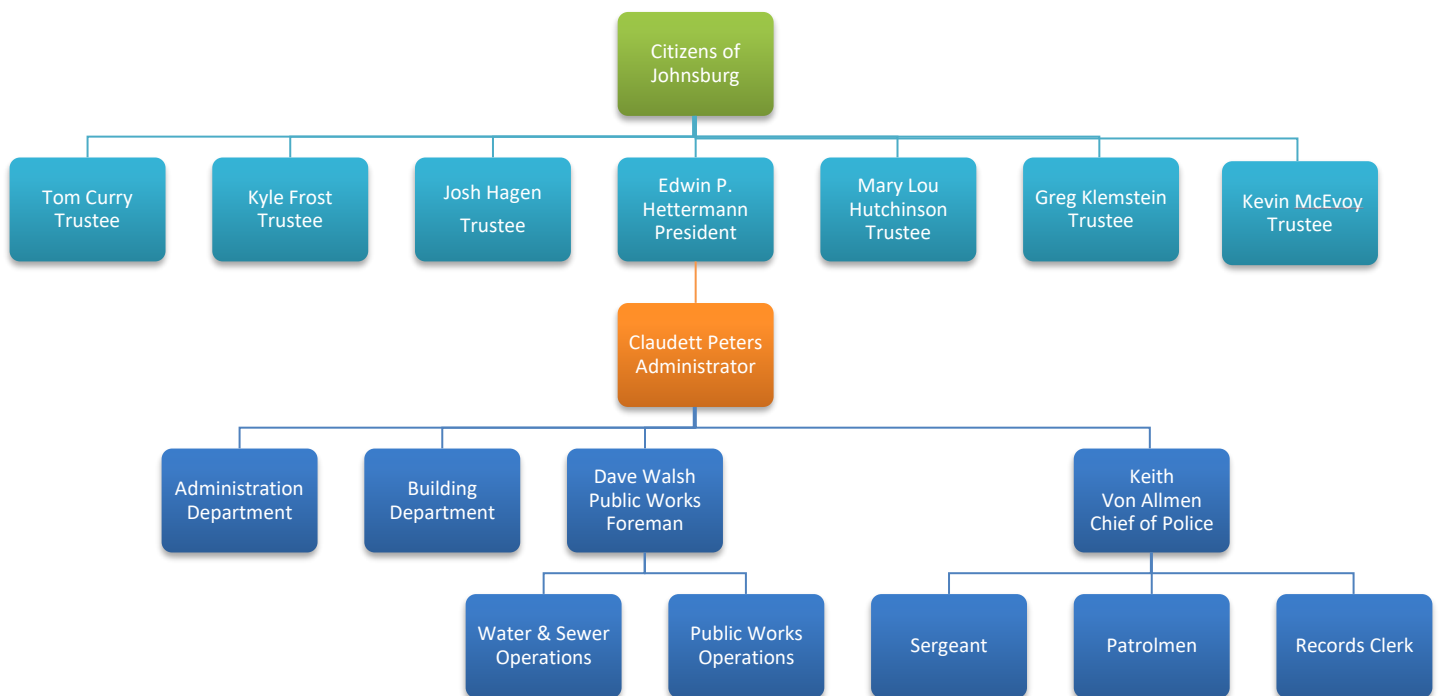 Citizens of
Johnsburg
Tom Curry
Trustee
Kyle Frost
Trustee
Josh Hagen
Trustee
Edwin P.
Hettermann
President
Mary Lou
Hutchinson
Trustee
Greg Klemstein
Trustee
Kevin McEvoy
Trustee
Claudett Peters
Administrator
Administration
Department
Building
Department
Dave Walsh
Public Works
Foreman
Keith
Von Allmen
Chief of Police
Water & Sewer
Operations
Public Works
Operations
Sergeant
Patrolmen
Records Clerk